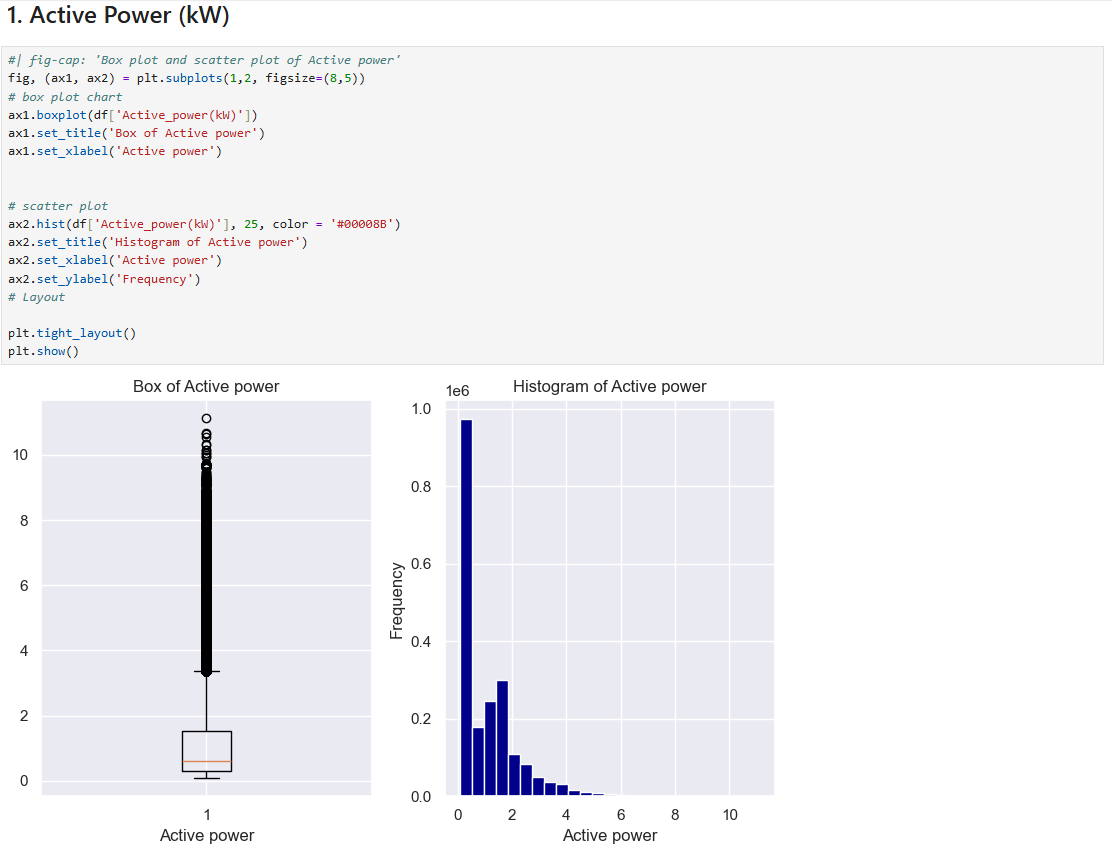 1. Active Power (kW)
#| fig-cap: 'Box plot and scatter plot of Active power'
fig, (ax1, ax2) = plt.subplots(1,2, figsize=(8,5))
# box plot chart
ax1.boxplot(df['Active_power(kW)'])
ax1.set_title('Box of Active power')
ax1.set_xlabel('Active power')
# scatter plot
ax2.hist(df['Active_power(kW)'], 25, color = '#00008B')
ax2.set_title('Histogram of Active power')
ax2.set_xlabel('Active power')
ax2.set_ylabel('Frequency')
# Layout
plt.tight_layout()
plt.show()
Box of Active power
10
8
6
4
2
0
1
Active power
Histogram of Active power
1e6
1.0
0.8
0.6
0.4
0.2
0.0
Frequency
0 2 4 6 8 10
Active power